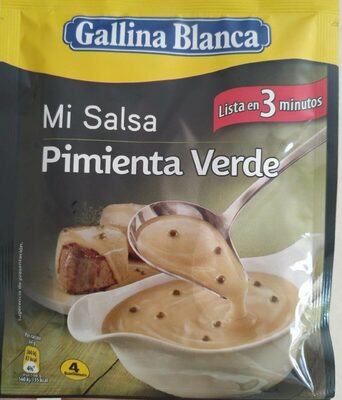 Gallina Blanca
Lista en 3 minutos
Mi Salsa
Pimienta Verde
Sugerencia de presentación.
4